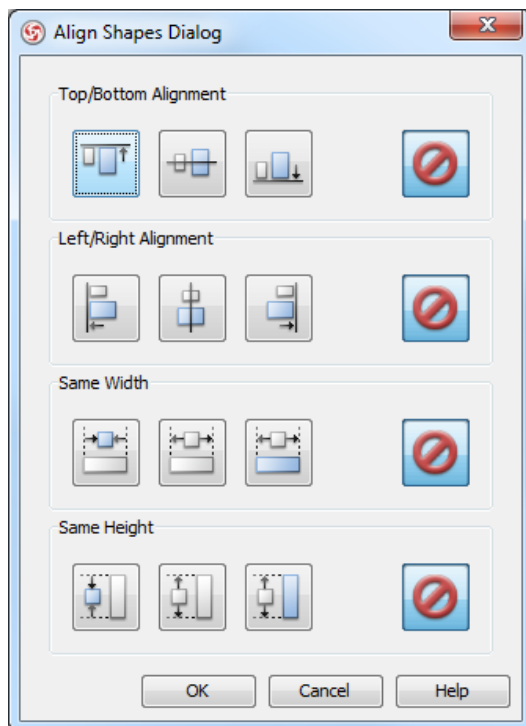 Align Shapes Dialog
Top/Bottom Alignment
Left/Right Alignment
Same Width
Same Height
OK Cancel Help